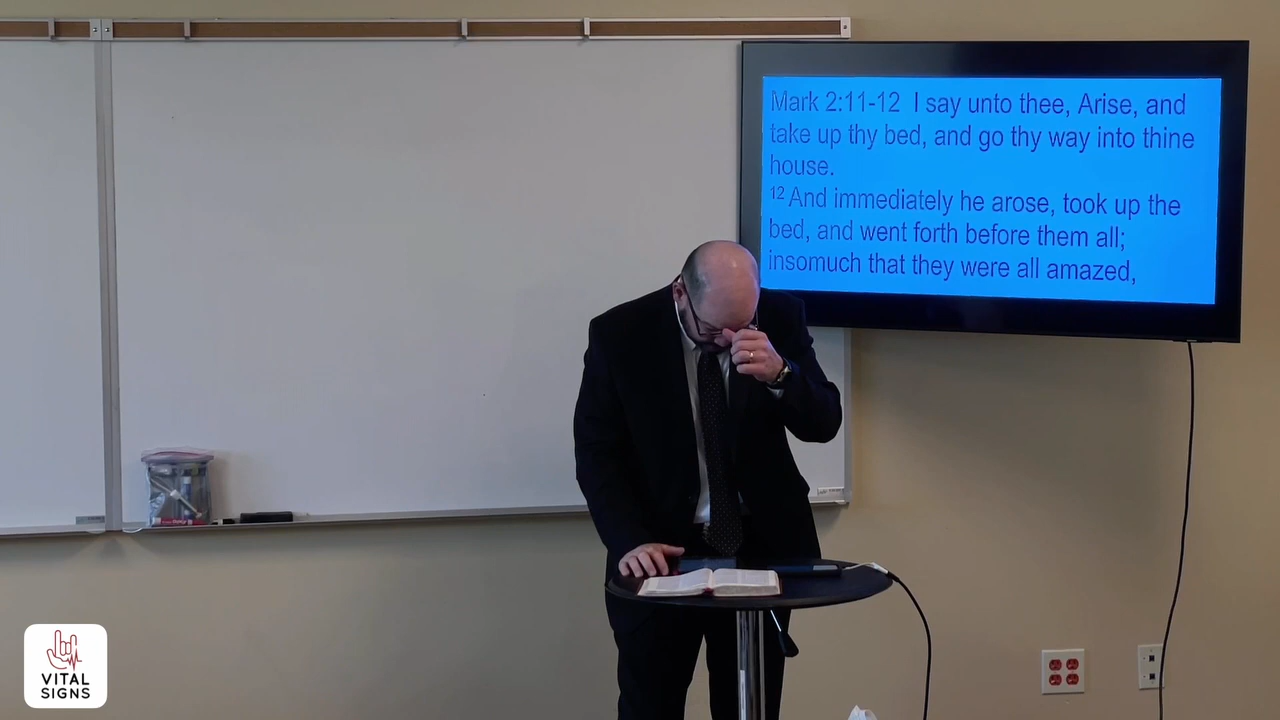 Mark 2:11-12 I say unto thee, Arise, and
take up thy bed, and go thy way into thine
house.
12 And immediately he arose, took up the
bed, and went forth before them all;
insomuch that they were all amazed,
VITAL
SIGNS